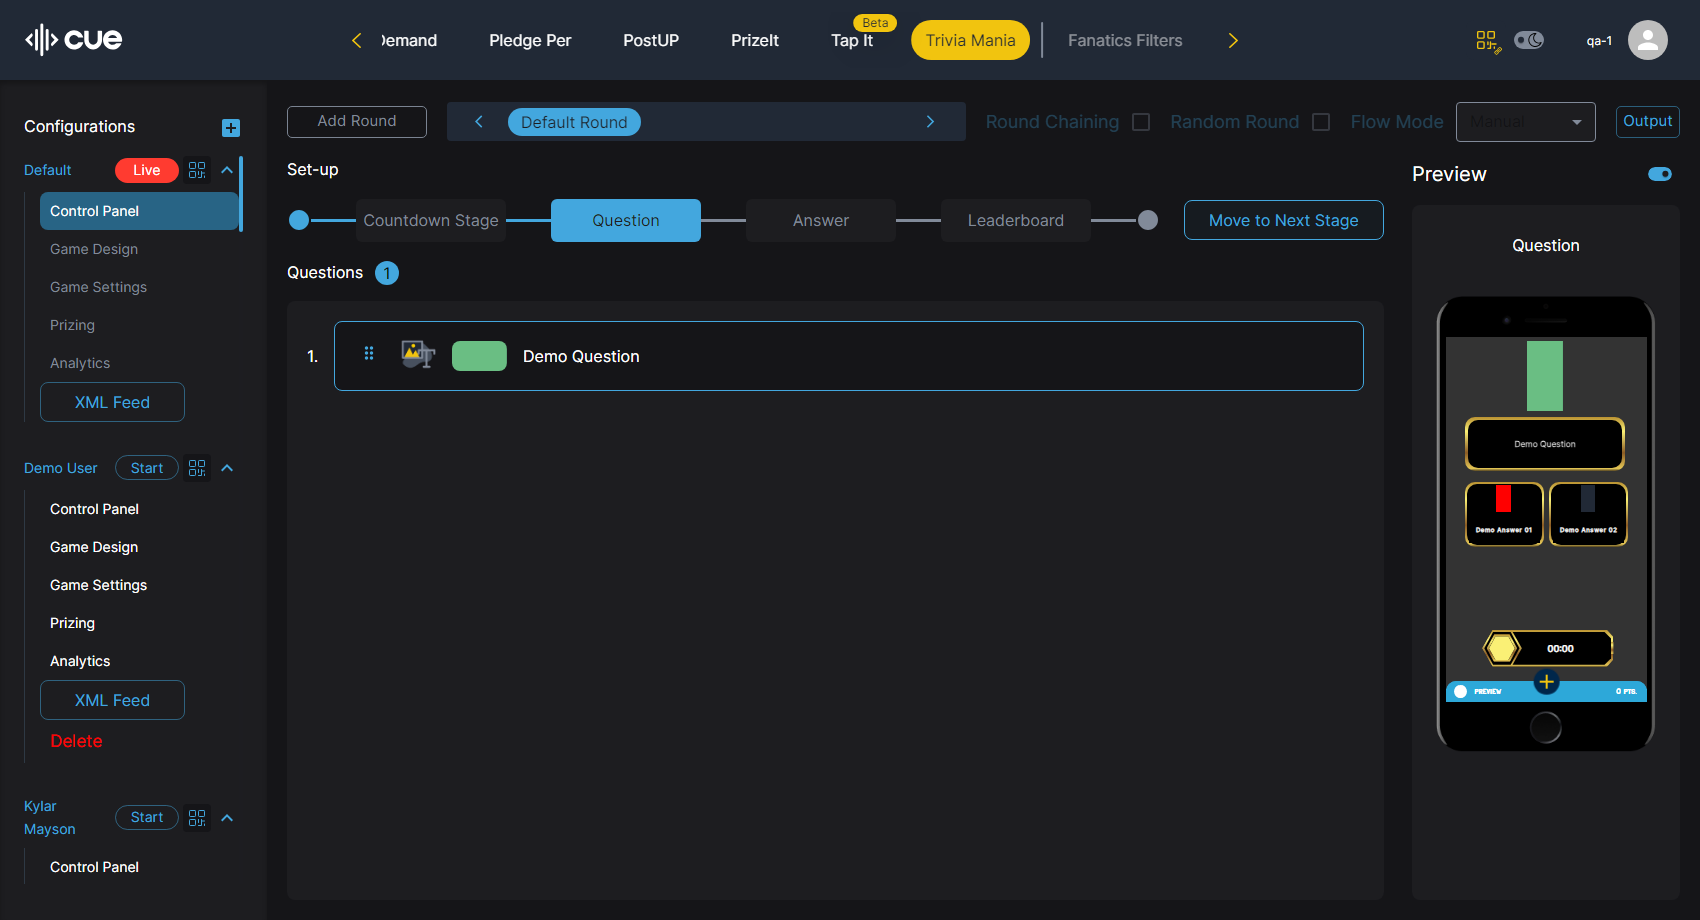 cue
Demand
Pledge Per
PostUP
PrizeIt
Tap It
Beta
Trivia Mania
Fanatics Filters
qa-1
Configurations
Default
Live
Control Panel
Game Design
Game Settings
Prizing
Analytics
XML Feed
Demo User
Start
Control Panel
Game Design
Game Settings
Prizing
Analytics
XML Feed
Delete
Kylar
Mayson
Start
Control Panel
Add Round
Default Round
Round Chaining
Random Round
Flow Mode
Manual
Output
Set-up
Countdown Stage
Question
Answer
Leaderboard
Move to Next Stage
Questions
1
1.
Demo Question
Preview
Question
Demo Question
Demo Answer 01
Demo Answer 02
00:00
PREVIEW
0 PTS.